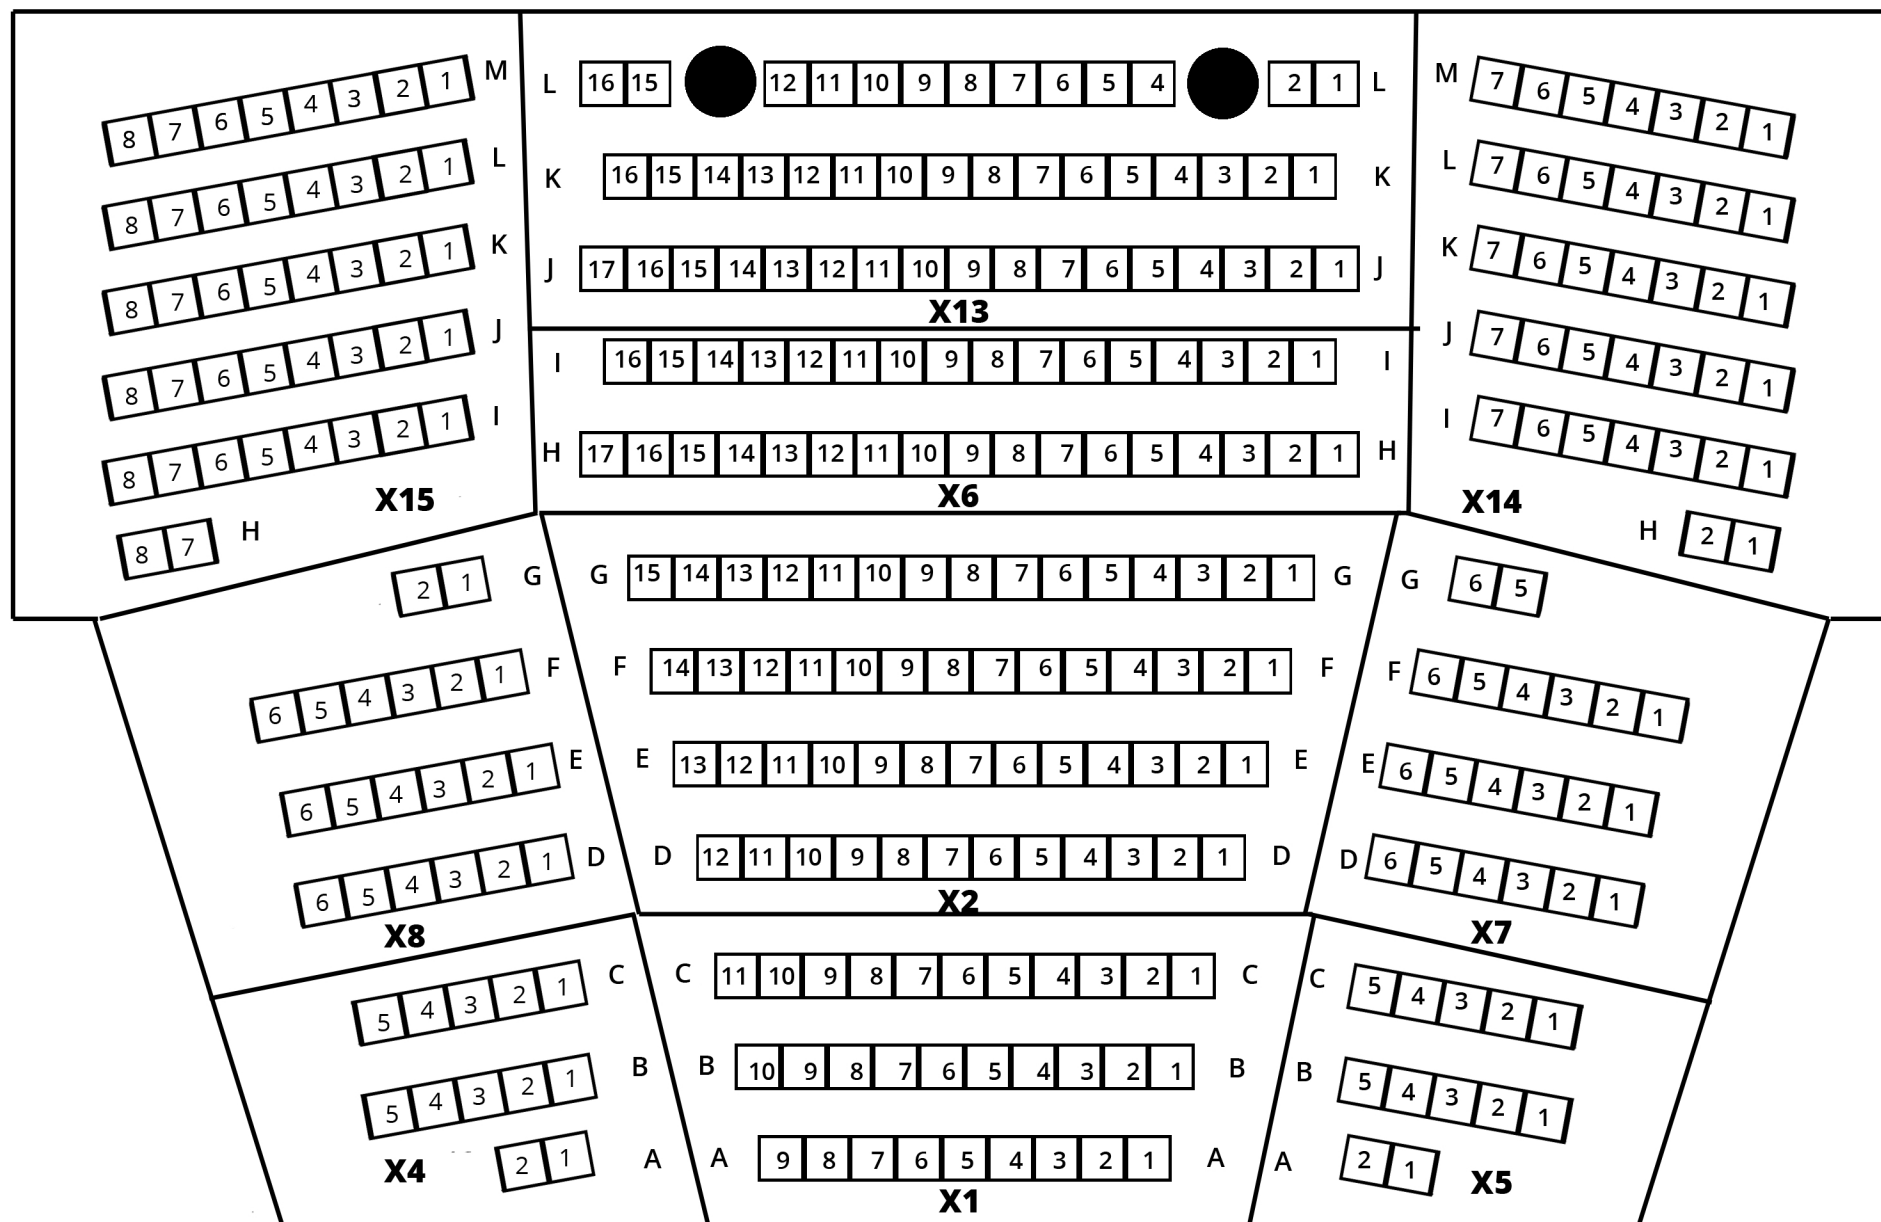 8 7 6 5 4 3 2 1 M
8 7 6 5 4 3 2 1 L
8 7 6 5 4 3 2 1 K
8 7 6 5 4 3 2 1 J
8 7 6 5 4 3 2 1 I
X15
8 7 H
L 16 15 12 11 10 9 8 7 6 5 4 2 1 L
K 16 15 14 13 12 11 10 9 8 7 6 5 4 3 2 1 K
J 17 16 15 14 13 12 11 10 9 8 7 6 5 4 3 2 1 J
X13
I 16 15 14 13 12 11 10 9 8 7 6 5 4 3 2 1 I
H 17 16 15 14 13 12 11 10 9 8 7 6 5 4 3 2 1 H
X6
M 7 6 5 4 3 2 1
L 7 6 5 4 3 2 1
K 7 6 5 4 3 2 1
J 7 6 5 4 3 2 1
I 7 6 5 4 3 2 1
X14
H 2 1
2 1 G
6 5 4 3 2 1 F
6 5 4 3 2 1 E
6 5 4 3 2 1 D
X8
G 15 14 13 12 11 10 9 8 7 6 5 4 3 2 1 G
F 14 13 12 11 10 9 8 7 6 5 4 3 2 1 F
E 13 12 11 10 9 8 7 6 5 4 3 2 1 E
D 12 11 10 9 8 7 6 5 4 3 2 1 D
X2
G 6 5
F 6 5 4 3 2 1
E 6 5 4 3 2 1
D 6 5 4 3 2 1
X7
5 4 3 2 1 C
5 4 3 2 1 B
2 1 A
X4
C 11 10 9 8 7 6 5 4 3 2 1 C
B 10 9 8 7 6 5 4 3 2 1 B
A 9 8 7 6 5 4 3 2 1 A
X1
C 5 4 3 2 1
B 5 4 3 2 1
A 2 1
X5